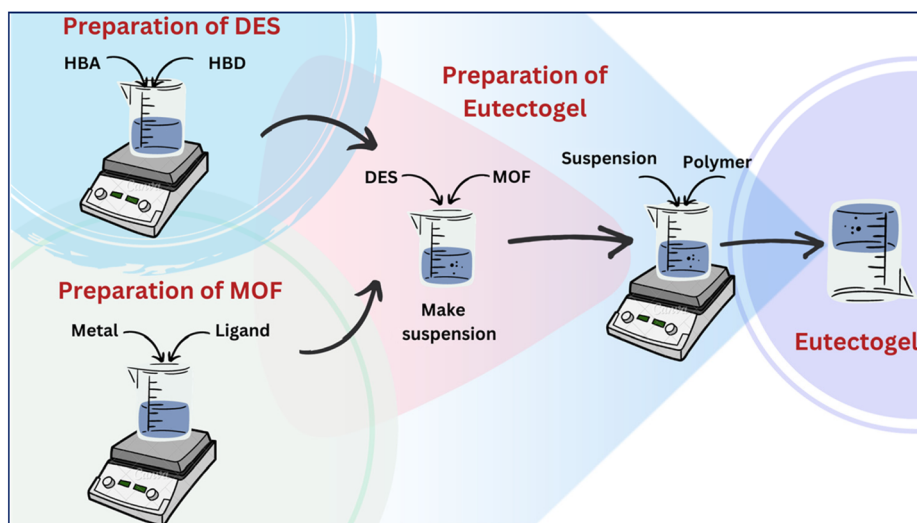 Preparation of DES
HBA
HBD
Preparation of
Eutectogel
Suspension
Polymer
DES
MOF
Make
suspension
Preparation of MOF
Metal
Ligand
Eutectogel